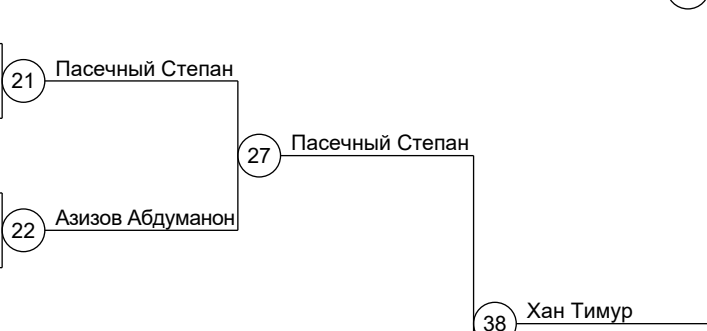 21 Пасечный Степан
27 Пасечный Степан
22 Азизов Абдуманон
38 Хан Тимур